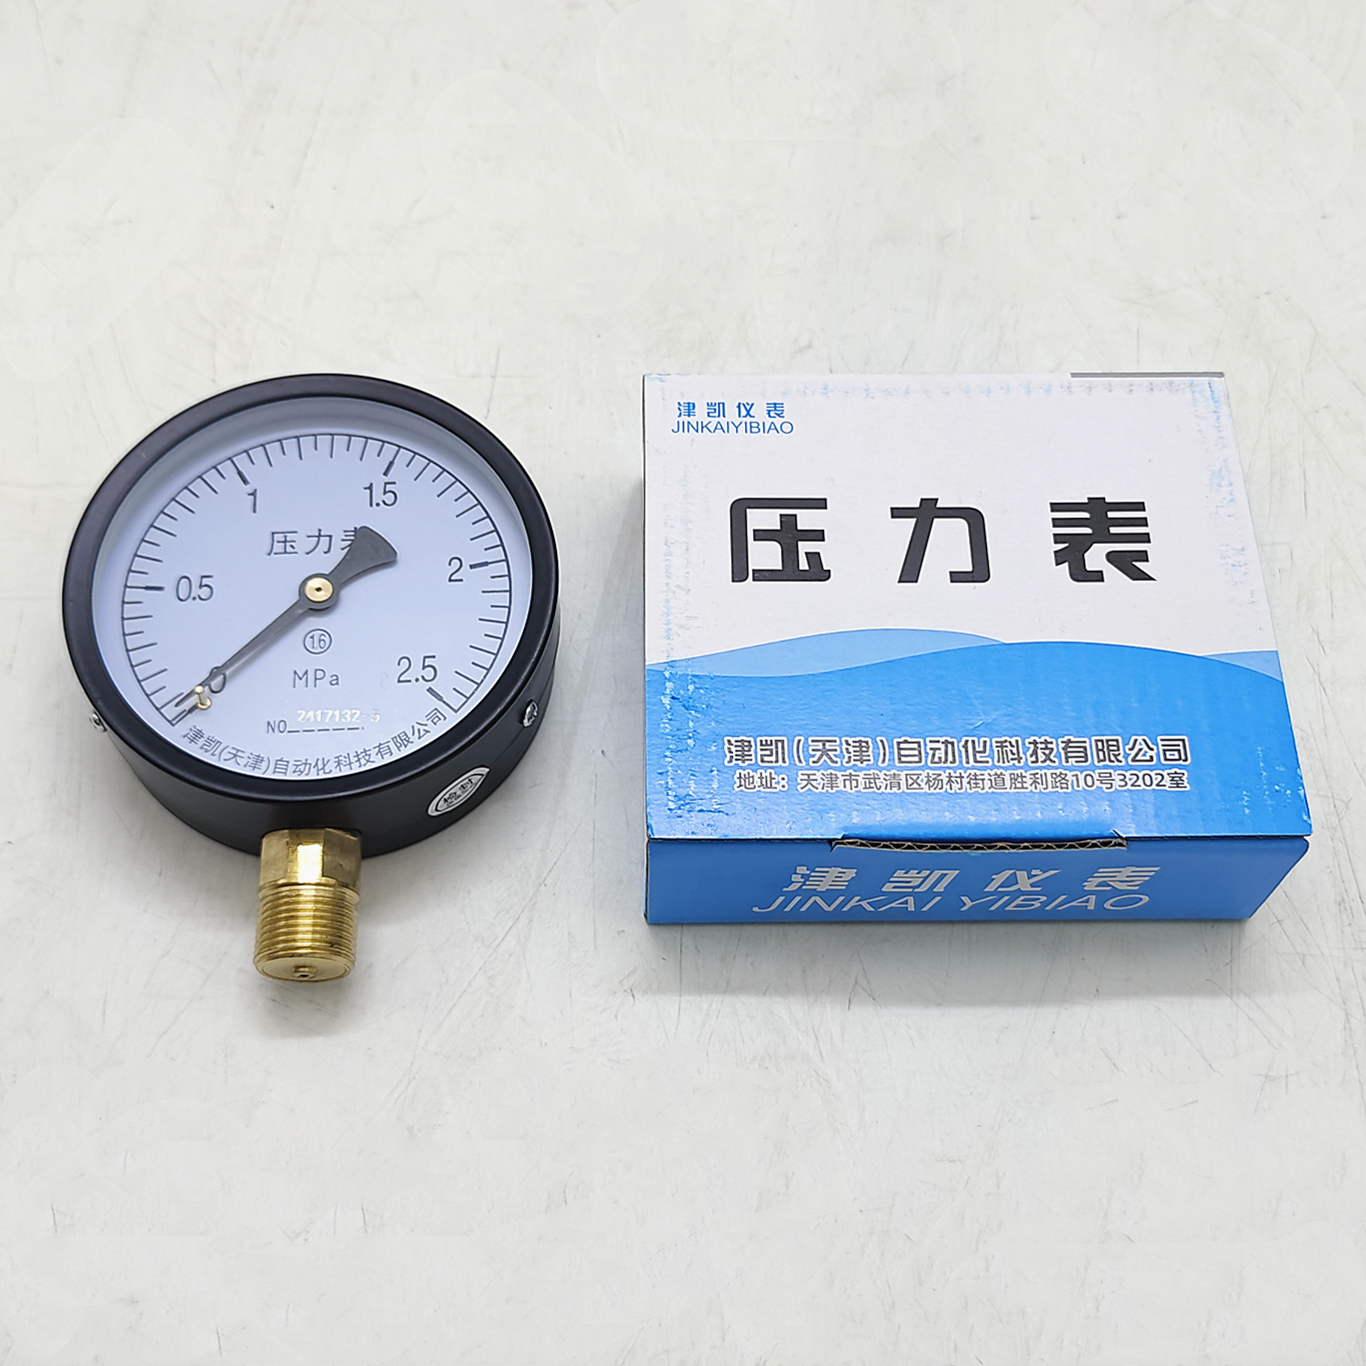 1
1.5
压力表
0.5
2
1.6
0
MPa
2.5
NO 2417132-5
津凯(天津)自动化科技有限公司
津凯仪表
JINKAIYIBIAO
压力表
津凯(天津)自动化科技有限公司
地址：天津市武清区杨村街道胜利路10号3202室
津凯仪表
JINKAI YIBIAO